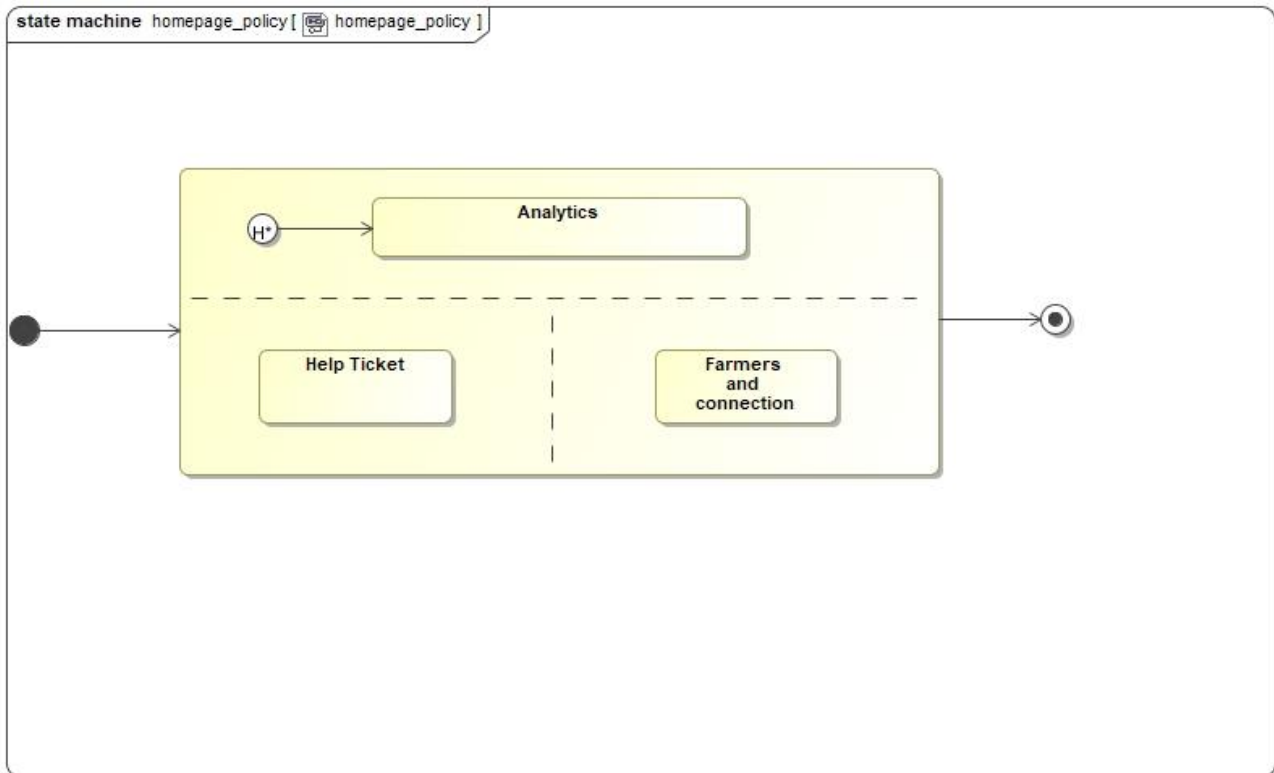 state machine homepage_policy [ homepage_policy ]
Analytics
H*
Help Ticket
Farmers
and
connection